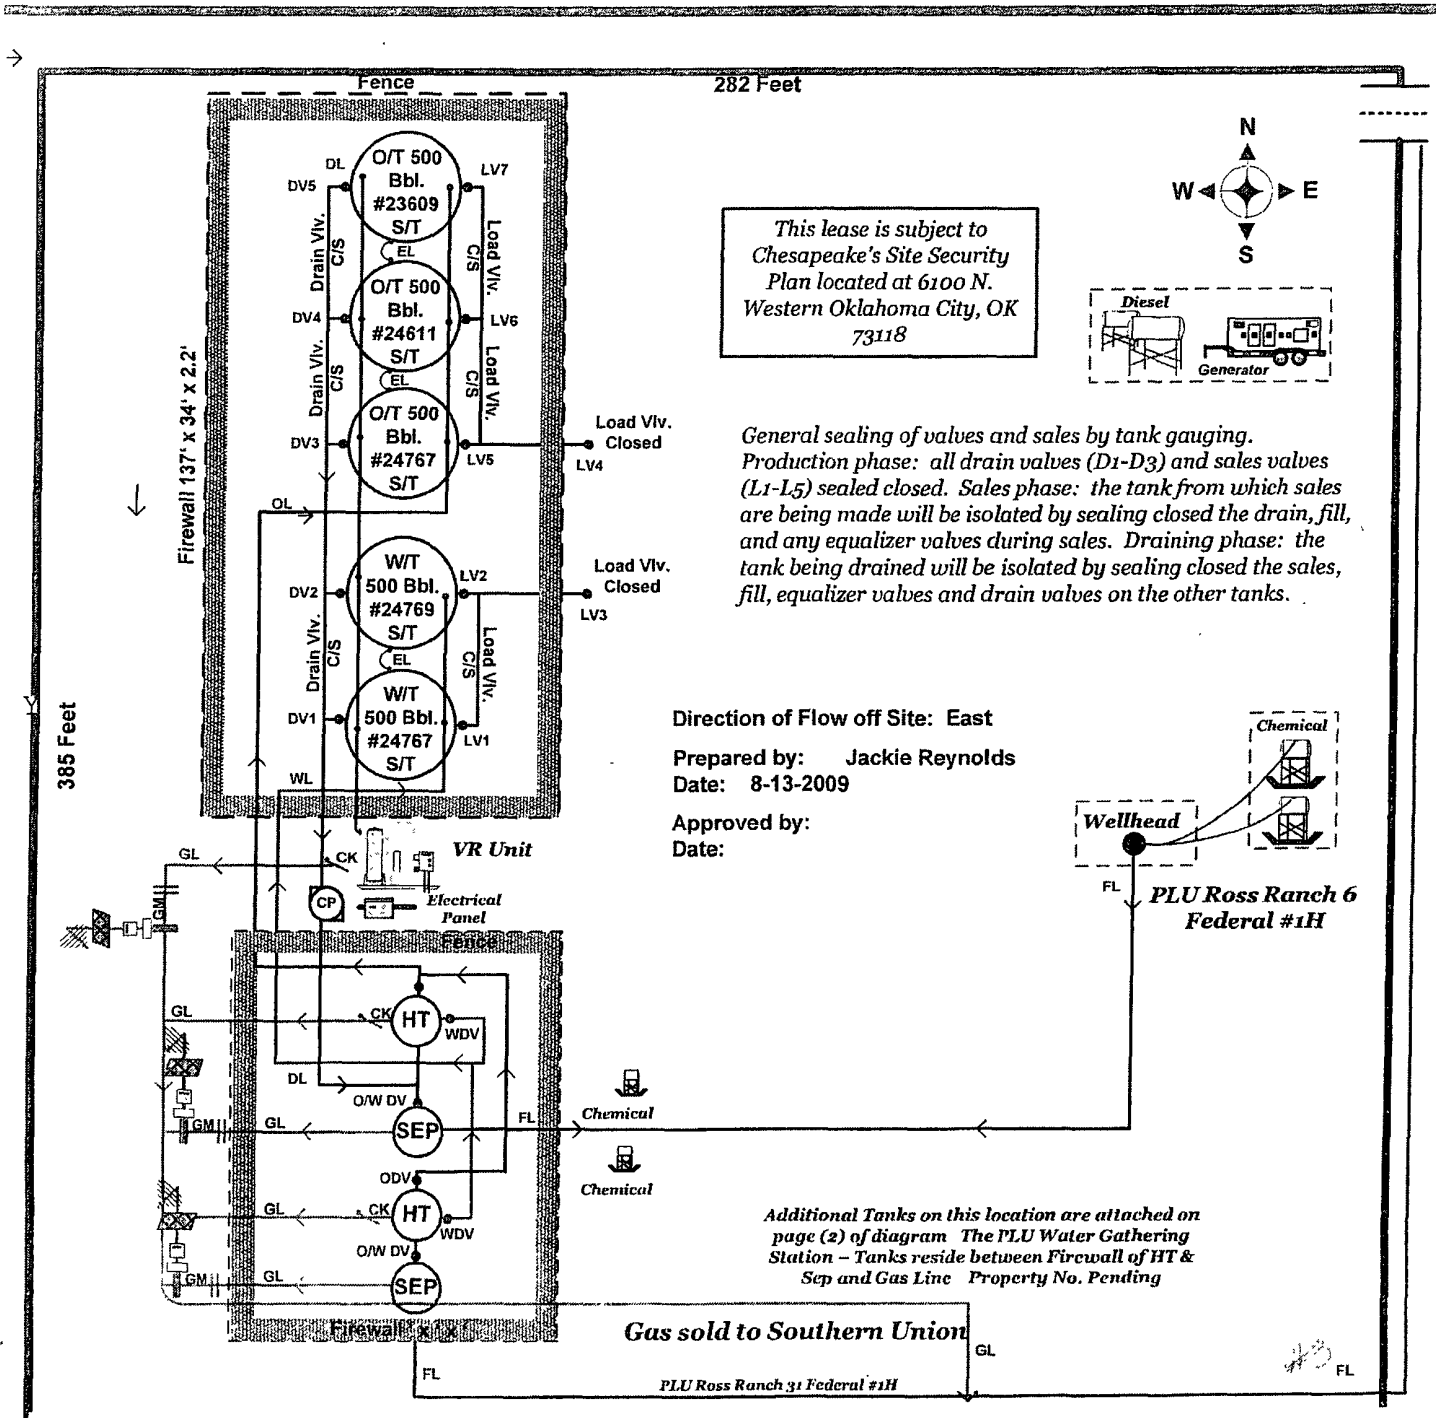 Fence
282 Feet
N
W
E
S
DL
O/T 500
Bbl.
#23609
S/T
LV7
DV5
Drain Vlv.
C/S
EL
Load Vlv.
C/S
DV4
O/T 500
Bbl.
#24611
S/T
LV6
Drain Vlv.
C/S
EL
Load Vlv.
C/S
DV3
O/T 500
Bbl.
#24767
S/T
LV5
Load Vlv.
Closed
LV4
Firewall 137' x 34' x 2.2'
OL
DV2
W/T
500 Bbl.
#24769
S/T
LV2
Load Vlv.
Closed
LV3
Drain Vlv.
C/S
EL
Load Vlv.
C/S
DV1
W/T
500 Bbl.
#24767
S/T
LV1
WL
385 Feet
This lease is subject to
Chesapeake's Site Security
Plan located at 6100 N.
Western Oklahoma City, OK
73118
Diesel
Generator
General sealing of valves and sales by tank gauging.
Production phase: all drain valves (D1-D3) and sales valves
(L1-L5) sealed closed. Sales phase: the tank from which sales
are being made will be isolated by sealing closed the drain, fill,
and any equalizer valves during sales. Draining phase: the
tank being drained will be isolated by sealing closed the sales,
fill, equalizer valves and drain valves on the other tanks.
Direction of Flow off Site: East
Prepared by: Jackie Reynolds
Date: 8-13-2009
Approved by:
Date:
Chemical
Wellhead
FL
PLU Ross Ranch 6
Federal #1H
GL
CK
VR Unit
CP
Electrical
Panel
GM
Fence
GL
CK
HT
WDV
DL
O/W DV
GM
GL
SEP
FL
Chemical
Chemical
ODV
GL
CK
HT
WDV
O/W DV
GM
GL
SEP
Firewall ' x ' x '
FL
Additional Tanks on this location are attached on
page (2) of diagram The PLU Water Gathering
Station – Tanks reside between Firewall of HT &
Sep and Gas Line Property No. Pending
Gas sold to Southern Union
GL
PLU Ross Ranch 31 Federal #1H
#3
FL